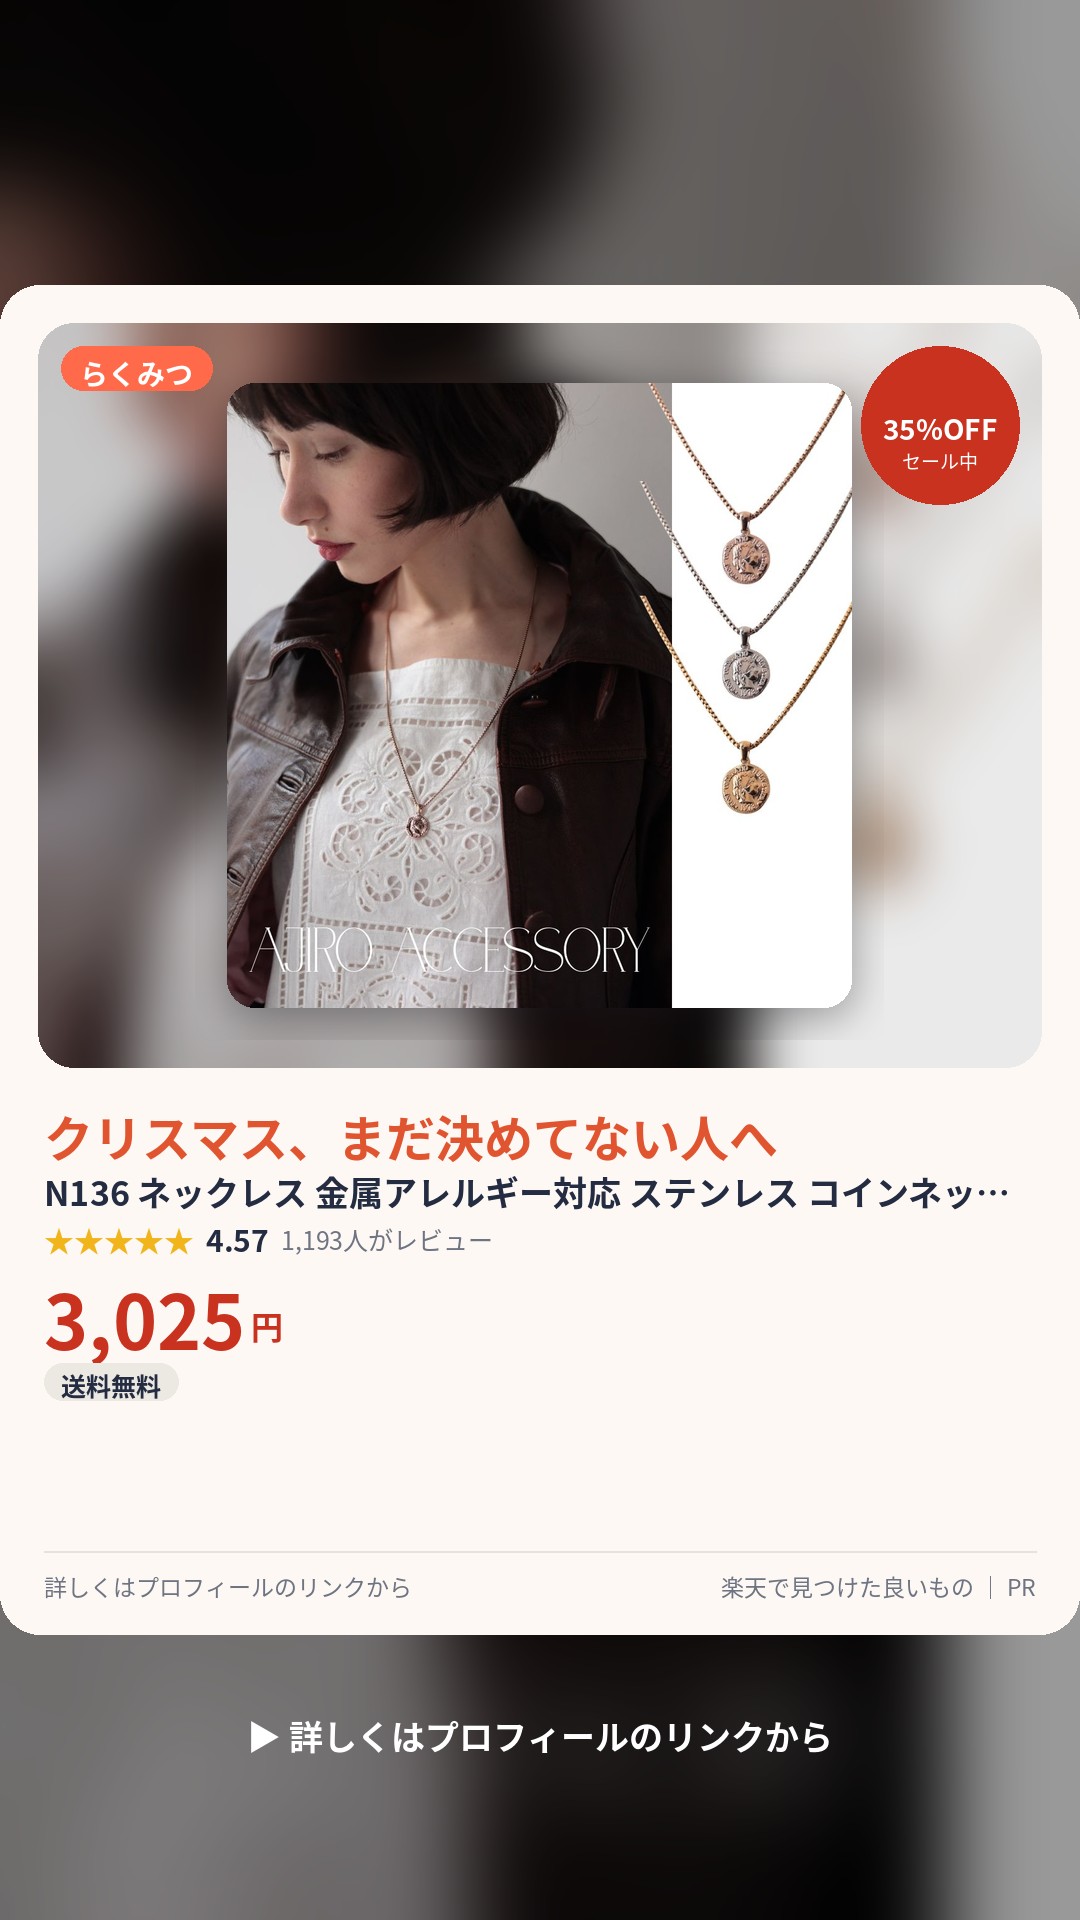 らくみつ
35%OFF
セール中
AJIRO ACCESSORY
クリスマス、まだ決めてない人へ
N136 ネックレス 金属アレルギー対応 ステンレス コインネッ…
★★★★★ 4.57 1,193人がレビュー
3,025円
送料無料
詳しくはプロフィールのリンクから
楽天で見つけた良いもの ｜ PR
▶ 詳しくはプロフィールのリンクから